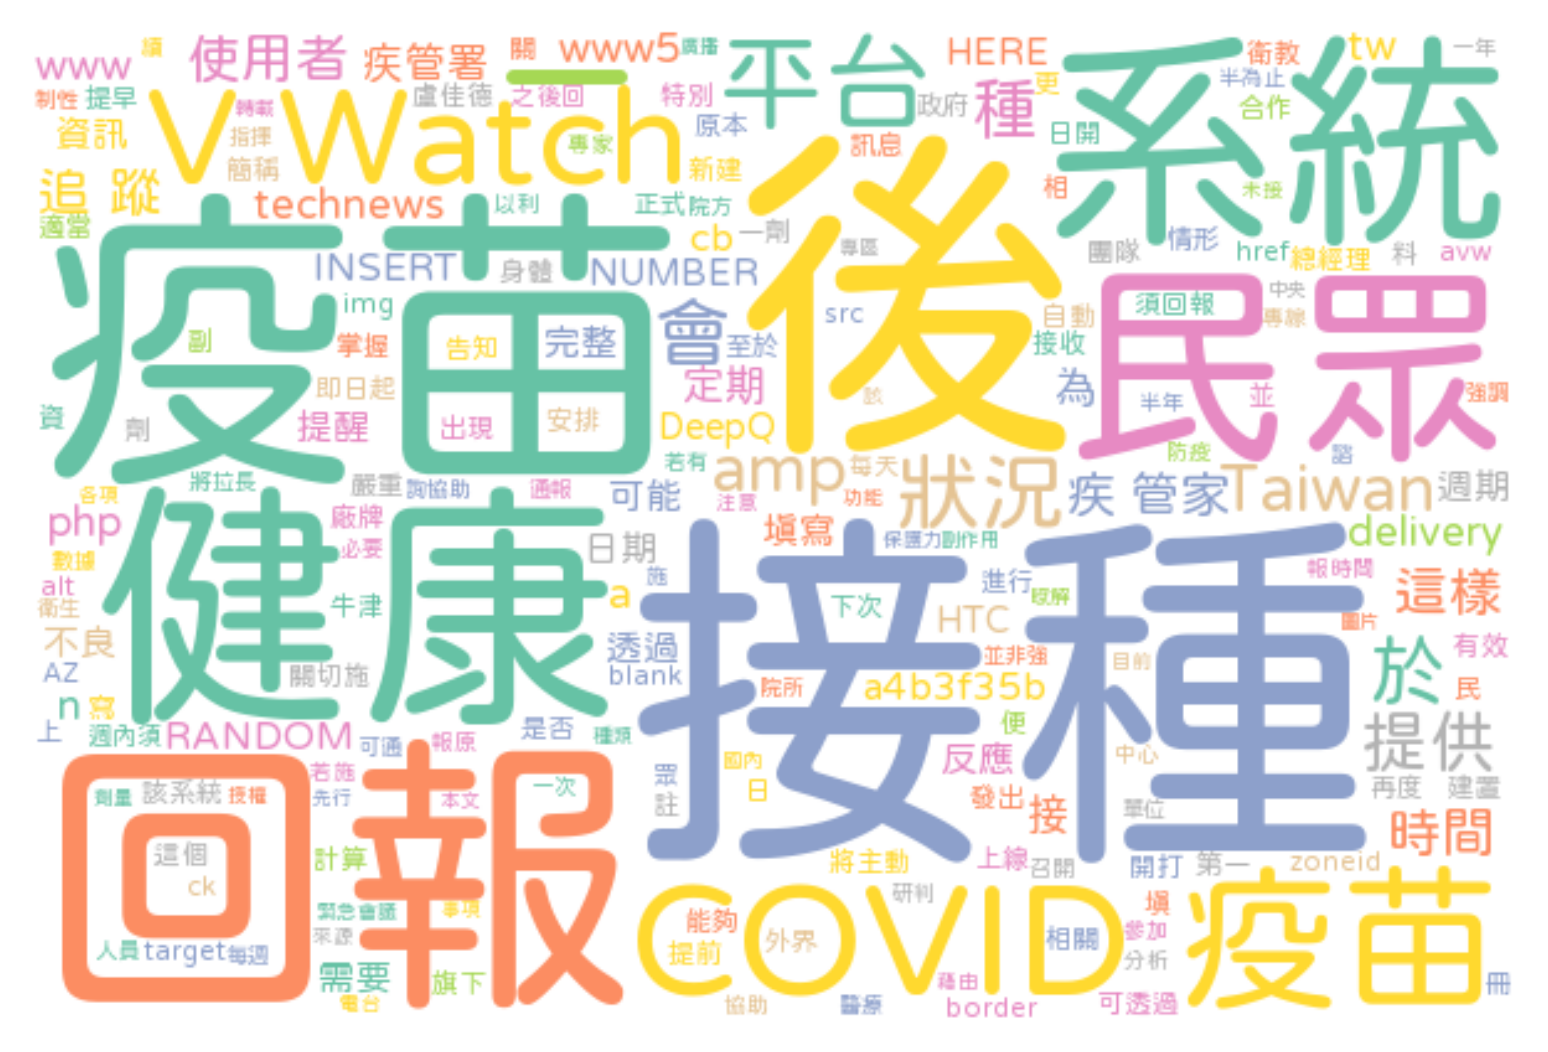 www
續
使用者
疾管署
關
www5
廣播
平台
HERE
系統
衛教
tw
一年
制性
提早
V Watch
轉載
盧佳德
之後回
一
特別
政府
種
更
半為止
合作
資訊
指揮
簡稱
專家
原本
新建
訊息
日開
追 蹤
適當
technews
以利
正式
院方
後
相
未接
疫苗
INSERT
身體
NUMBER
cb
一劑
專區
團隊
情形
href
總經理
料
avw
img
副
掌握
告知
完整
會
至於
src
自動
接收
民眾
須回報
中央
專線
即日起
出現
安排
定期
DeepQ
該
為
半年
並
強調
資
劑
提醒
若有
防疫
諮
將拉長
嚴重
詢協助
通報
可能
amp
每天
功能
注意
狀況
疾 管家
Taiwan
週期
各項
php
健康
廠牌
必要
日期
填寫
保護力
副作用
delivery
數據
alt
衛生
牛津
a
施
接種
下次
進行
瞭解
HTC
報時間
這樣
圖片
不良
AZ
關切施
透過
blank
院所
並非強
目前
a4b3f35b
於
有效
民
n
寫
上
週內須
RANDOM
可通
報原
是否
種類
國內
便
反應
中心
提供
回報
若施
先行
劑量
該系統
授權
本文
一次
眾
註
日
發出
接
單位
再度
建置
這個
ck
計算
將主動
上線
召開
開打
第一
zoneid
時間
緊急會議
來源
事項
COVID
研判
能夠
提前
外界
相關
填
參加
分析
疫苗
人員
target
每週
需要
電台
旗下
協助
醫療
藉由
border
可透過
冊